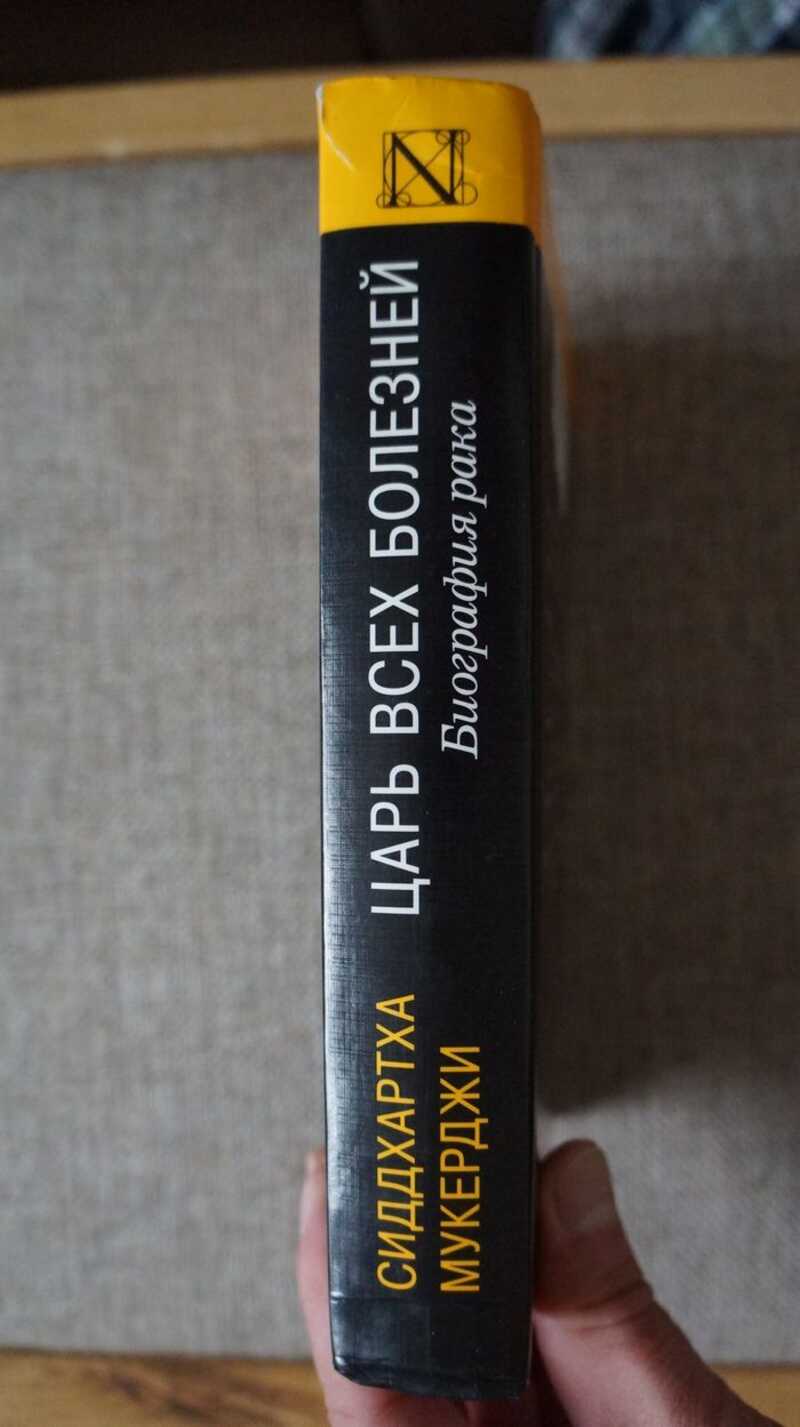 СИДДХАРТХА
МУКЕРДЖИ
ЦАРЬ ВСЕХ БОЛЕЗНЕЙ
Биография рака
N